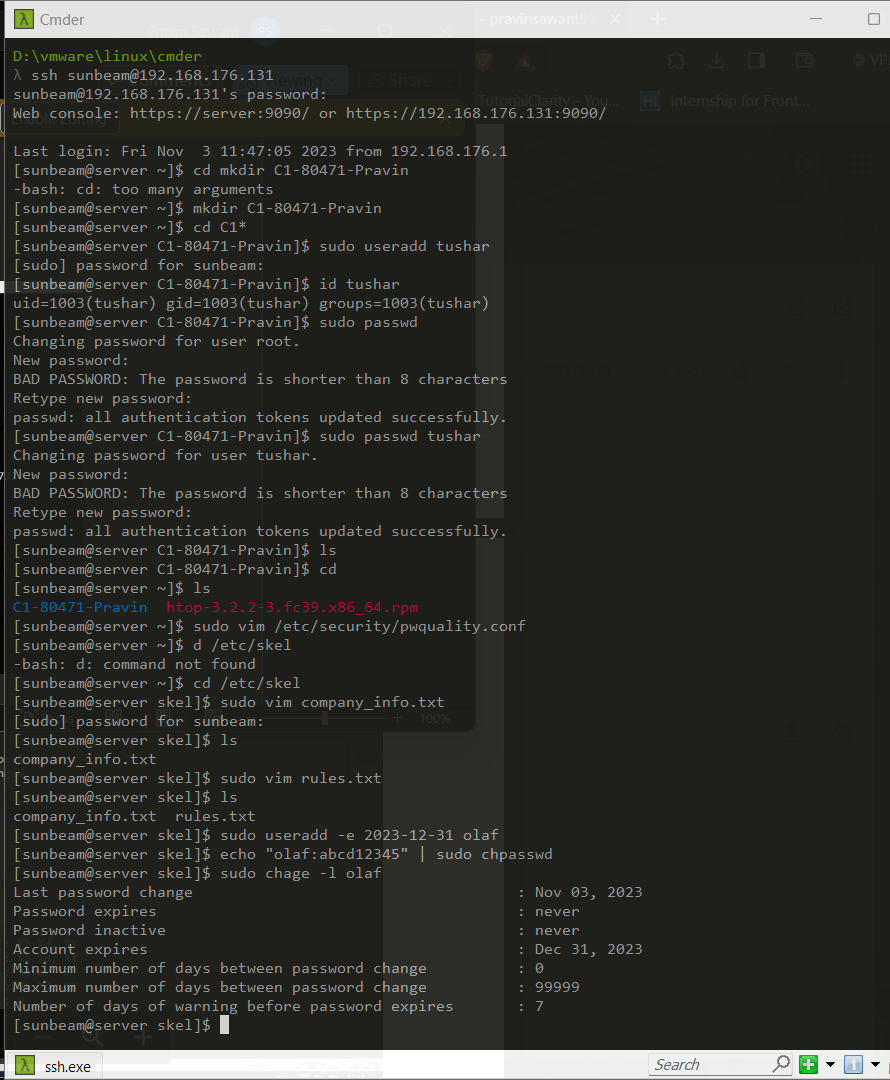 Cmder
- pravinsawant
D:\vmware\linux\cmder
λ ssh sunbeam@192.168.176.131
sunbeam@192.168.176.131's password:
Web console: https://server:9090/ or https://192.168.176.131:9090/
TutorialClarity - You...
Internship for Front...
Last login: Fri Nov  3 11:47:05 2023 from 192.168.176.1
[sunbeam@server ~]$ cd mkdir C1-80471-Pravin
-bash: cd: too many arguments
[sunbeam@server ~]$ mkdir C1-80471-Pravin
[sunbeam@server ~]$ cd C1*
[sunbeam@server C1-80471-Pravin]$ sudo useradd tushar
[sudo] password for sunbeam:
[sunbeam@server C1-80471-Pravin]$ id tushar
uid=1003(tushar) gid=1003(tushar) groups=1003(tushar)
[sunbeam@server C1-80471-Pravin]$ sudo passwd
Changing password for user root.
New password:
BAD PASSWORD: The password is shorter than 8 characters
Retype new password:
passwd: all authentication tokens updated successfully.
[sunbeam@server C1-80471-Pravin]$ sudo passwd tushar
Changing password for user tushar.
New password:
BAD PASSWORD: The password is shorter than 8 characters
Retype new password:
passwd: all authentication tokens updated successfully.
[sunbeam@server C1-80471-Pravin]$ ls
[sunbeam@server C1-80471-Pravin]$ cd
[sunbeam@server ~]$ ls
C1-80471-Pravin  htop-3.2.2-3.fc39.x86_64.rpm
[sunbeam@server ~]$ sudo vim /etc/security/pwquality.conf
[sunbeam@server ~]$ d /etc/skel
-bash: d: command not found
[sunbeam@server ~]$ cd /etc/skel
[sunbeam@server skel]$ sudo vim company_info.txt
[sudo] password for sunbeam:
100%
[sunbeam@server skel]$ ls
company_info.txt
[sunbeam@server skel]$ sudo vim rules.txt
[sunbeam@server skel]$ ls
company_info.txt  rules.txt
[sunbeam@server skel]$ sudo useradd -e 2023-12-31 olaf
[sunbeam@server skel]$ echo "olaf:abcd12345" | sudo chpasswd
[sunbeam@server skel]$ sudo chage -l olaf
Last password change : Nov 03, 2023
Password expires : never
Password inactive : never
Account expires : Dec 31, 2023
Minimum number of days between password change : 0
Maximum number of days between password change : 99999
Number of days of warning before password expires : 7
[sunbeam@server skel]$
ssh.exe
Search
1